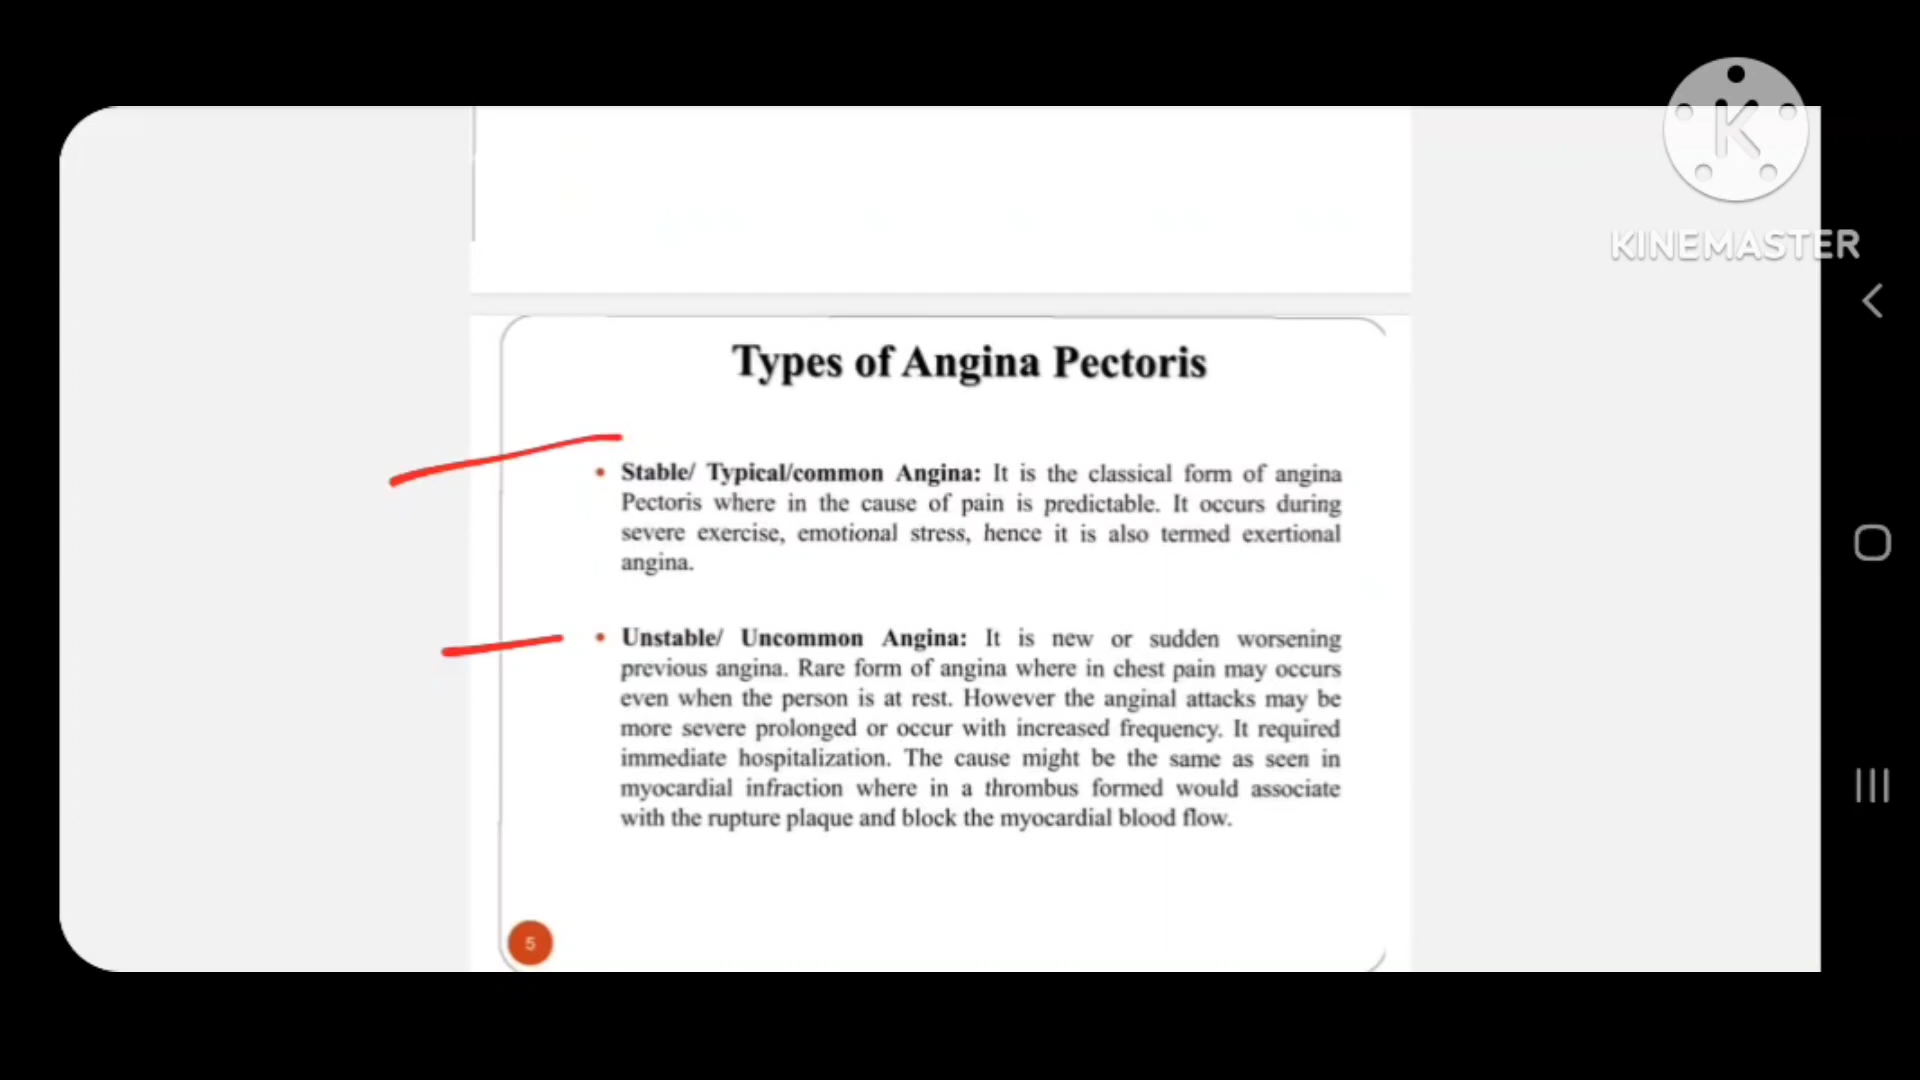 K
KINEMASTER
Types of Angina Pectoris
• Stable/ Typical/common Angina: It is the classical form of angina
Pectoris where in the cause of pain is predictable. It occurs during
severe exercise, emotional stress, hence it is also termed exertional
angina.
• Unstable/ Uncommon Angina: It is new or sudden worsening
previous angina. Rare form of angina where in chest pain may occurs
even when the person is at rest. However the anginal attacks may be
more severe prolonged or occur with increased frequency. It required
immediate hospitalization. The cause might be the same as seen in
myocardial infraction where in a thrombus formed would associate
with the rupture plaque and block the myocardial blood flow.
5